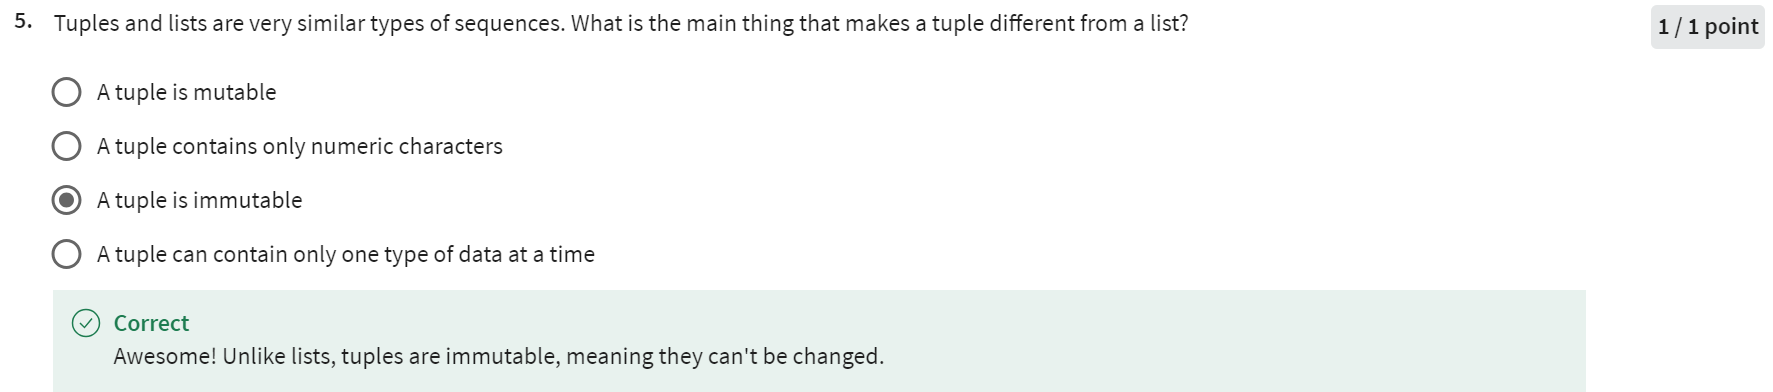 5. Tuples and lists are very similar types of sequences. What is the main thing that makes a tuple different from a list?
1 / 1 point
A tuple is mutable
A tuple contains only numeric characters
A tuple is immutable
A tuple can contain only one type of data at a time
Correct
Awesome! Unlike lists, tuples are immutable, meaning they can't be changed.